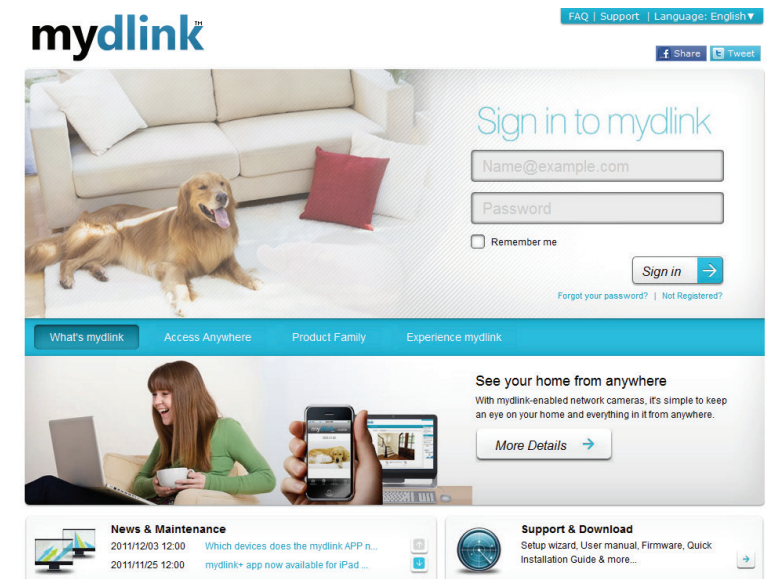 FAQ | Support | Language: English▼
mydlink™
Share Tweet
Sign in to mydlink
Name@example.com
Password
Remember me
Sign in
Forgot your password? | Not Registered?
What's mydlink Access Anywhere Product Family Experience mydlink
See your home from anywhere
With mydlink-enabled network cameras, it's simple to keep
an eye on your home and everything in it from anywhere.
More Details
News & Maintenance
2011/12/03 12:00 Which devices does the mydlink APP n...
2011/11/25 12:00 mydlink+ app now available for iPad ...
Support & Download
Setup wizard, User manual, Firmware, Quick
Installation Guide & more...